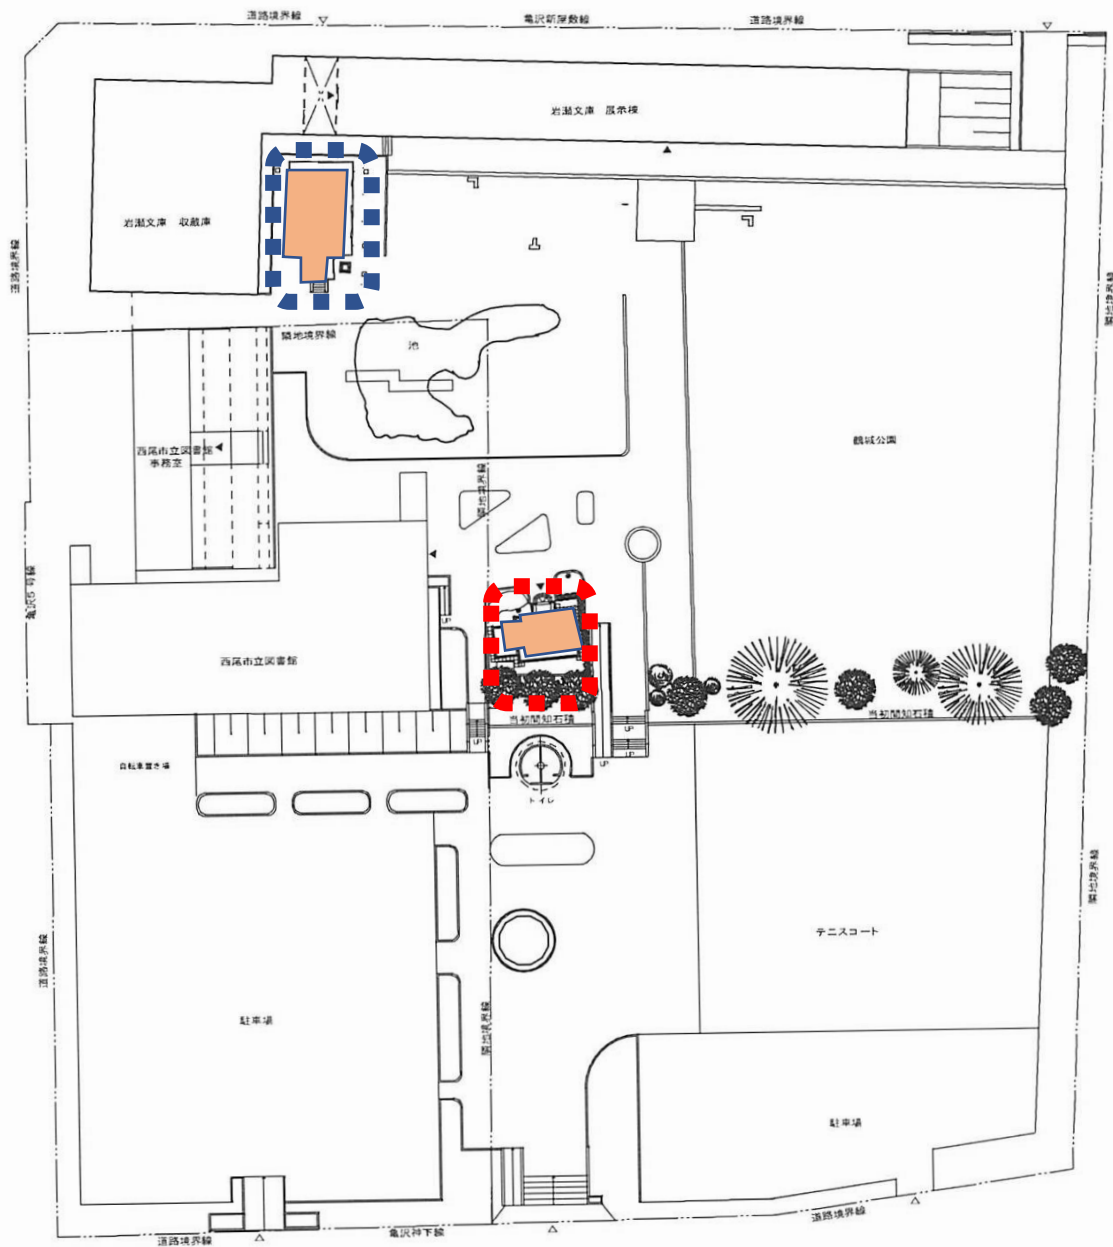 道路境界線
亀沢新屋敷線
道路境界線
岩瀬文庫 展示棟
岩瀬文庫 収蔵庫
道路境界線
隣地境界線
隣地境界線
池
西尾市立図書館
事務室
鶴城公園
隣地境界線
亀沢5号線
UP
西尾市立図書館
当初間知石積
UP
UP
UP
UP
自転車置き場
トイレ
隣地境界線
テニスコート
道路境界線
駐車場
隣地境界線
駐車場
道路境界線
亀沢神下線
道路境界線